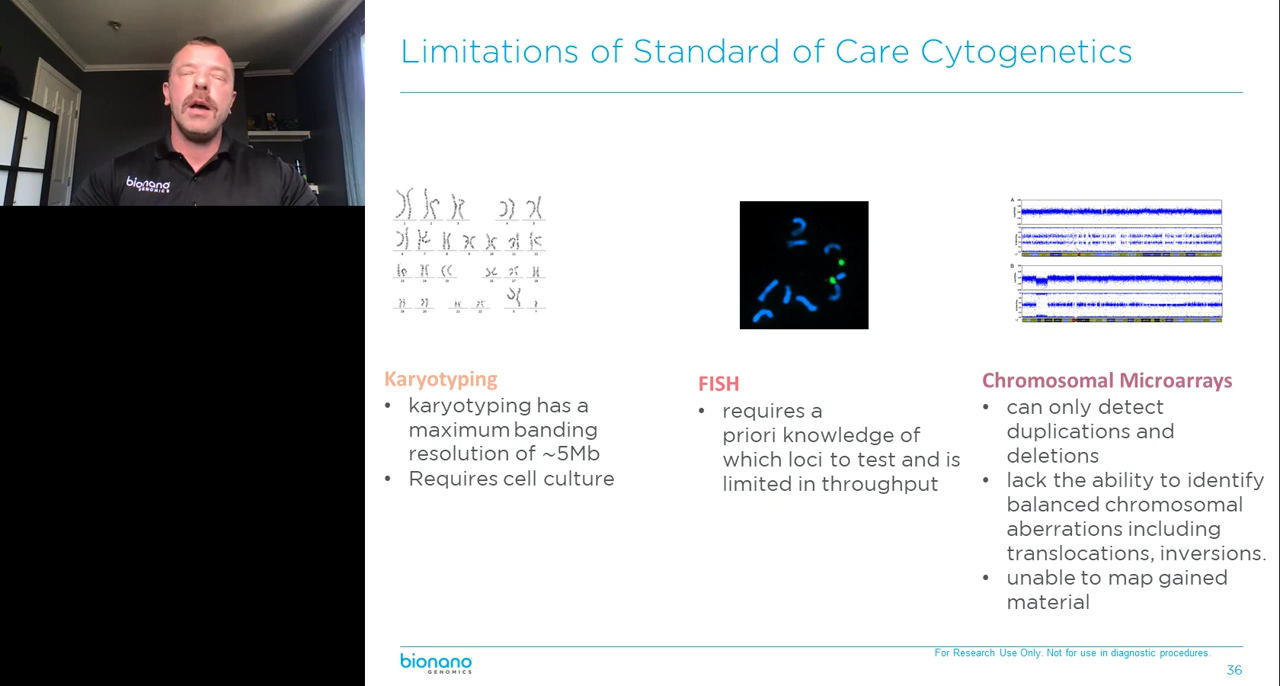 bionano
GENOMICS
Limitations of Standard of Care Cytogenetics
A
B
Karyotyping
• karyotyping has a
maximum banding
resolution of ~5Mb
• Requires cell culture
FISH
• requires a
priori knowledge of
which loci to test and is
limited in throughput
Chromosomal Microarrays
• can only detect
duplications and
deletions
• lack the ability to identify
balanced chromosomal
aberrations including
translocations, inversions.
• unable to map gained
material
bionano
GENOMICS
For Research Use Only. Not for use in diagnostic procedures.
36